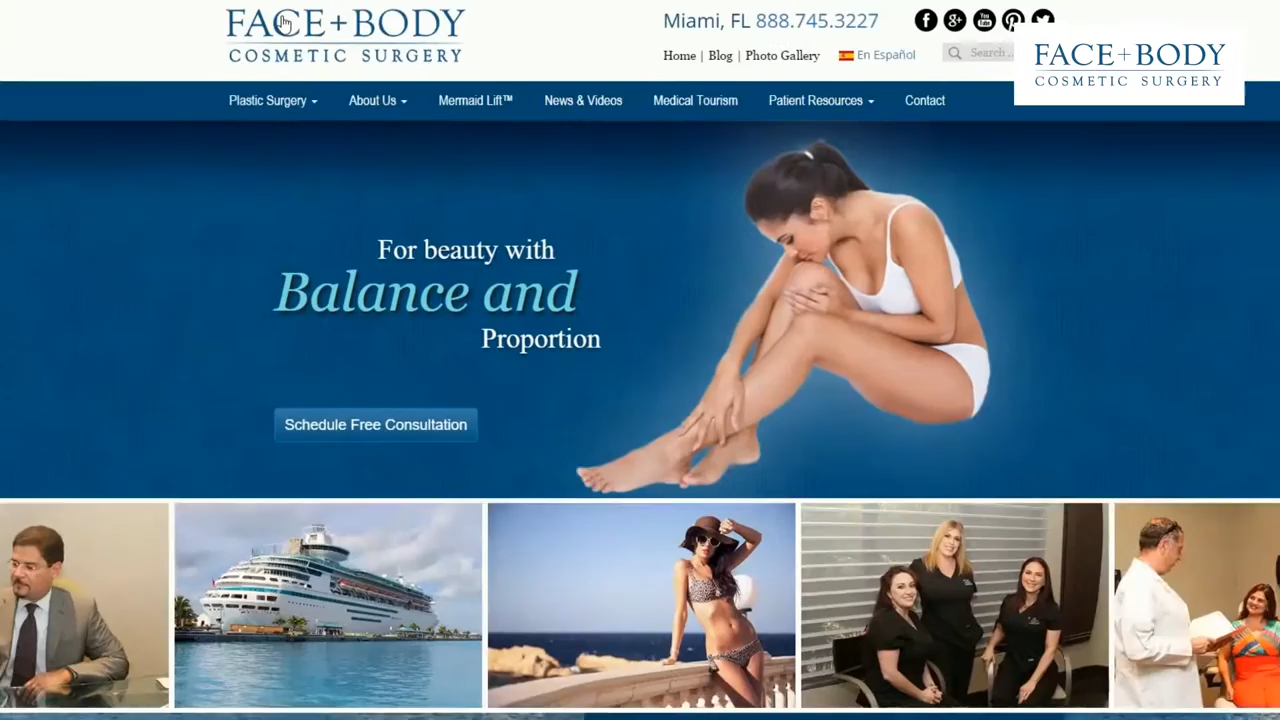 FACE+BODY
COSMETIC SURGERY
Miami, FL 888.745.3227
Home | Blog | Photo Gallery
En Español
Search ...
FACE+BODY
COSMETIC SURGERY
Plastic Surgery
About Us
Mermaid Lift™
News & Videos
Medical Tourism
Patient Resources
Contact
For beauty with
Balance and
Proportion
Schedule Free Consultation